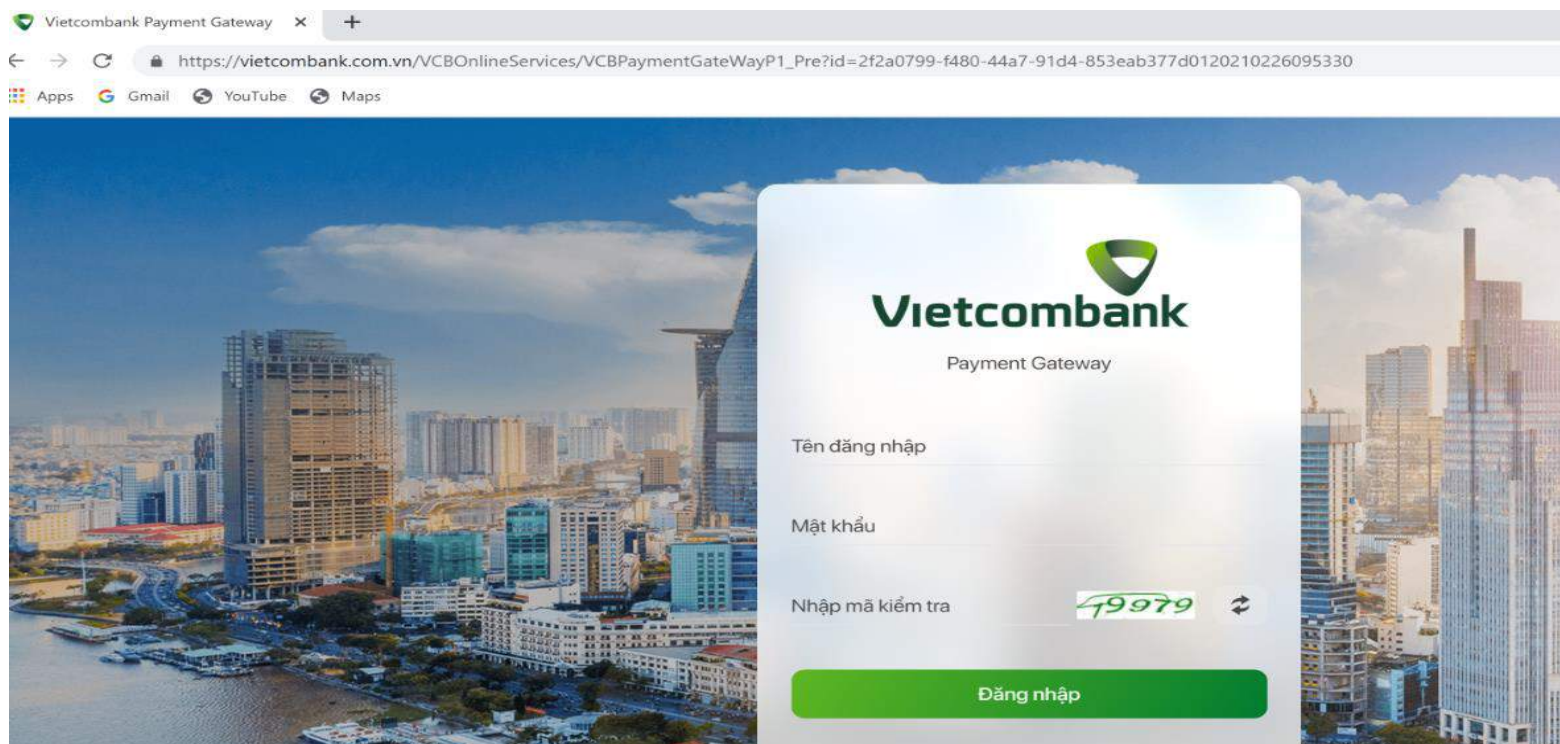 Vietcombank Payment Gateway
https://vietcombank.com.vn/VCBOnlineServices/VCBPaymentGateWayP1_Pre?id=2f2a0799-f480-44a7-91d4-853eab377d0120210226095330
Apps Gmail YouTube Maps
Vietcombank
Payment Gateway
Tên đăng nhập
Mật khẩu
Nhập mã kiểm tra
Đăng nhập